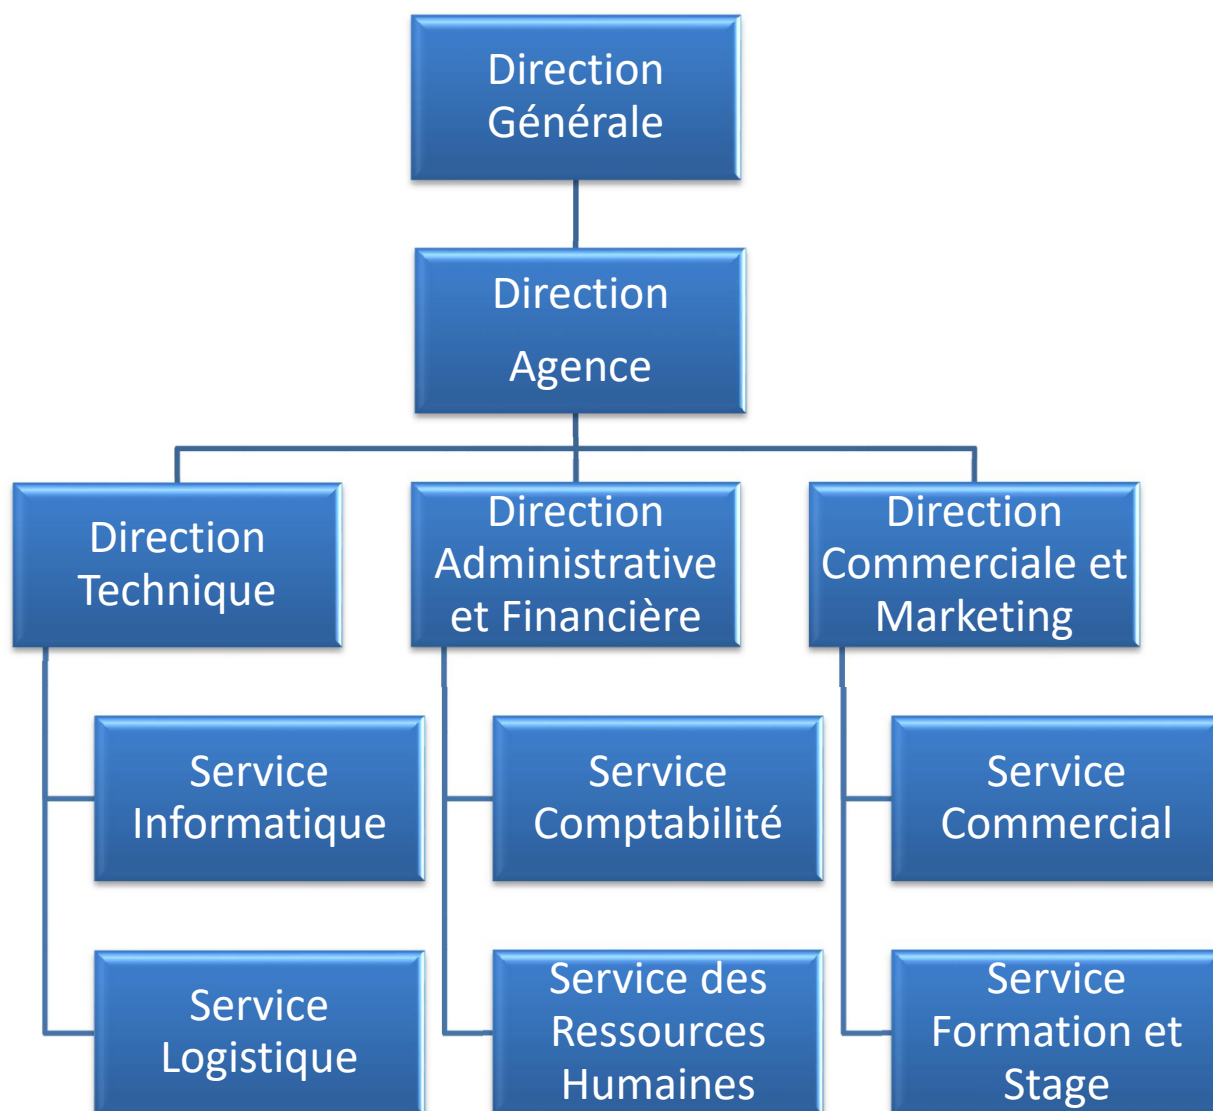 Direction
Générale
Direction
Agence
Direction
Technique
Direction
Administrative
et Financière
Direction
Commerciale et
Marketing
Service
Informatique
Service
Comptabilité
Service
Commercial
Service
Logistique
Service des
Ressources
Humaines
Service
Formation et
Stage